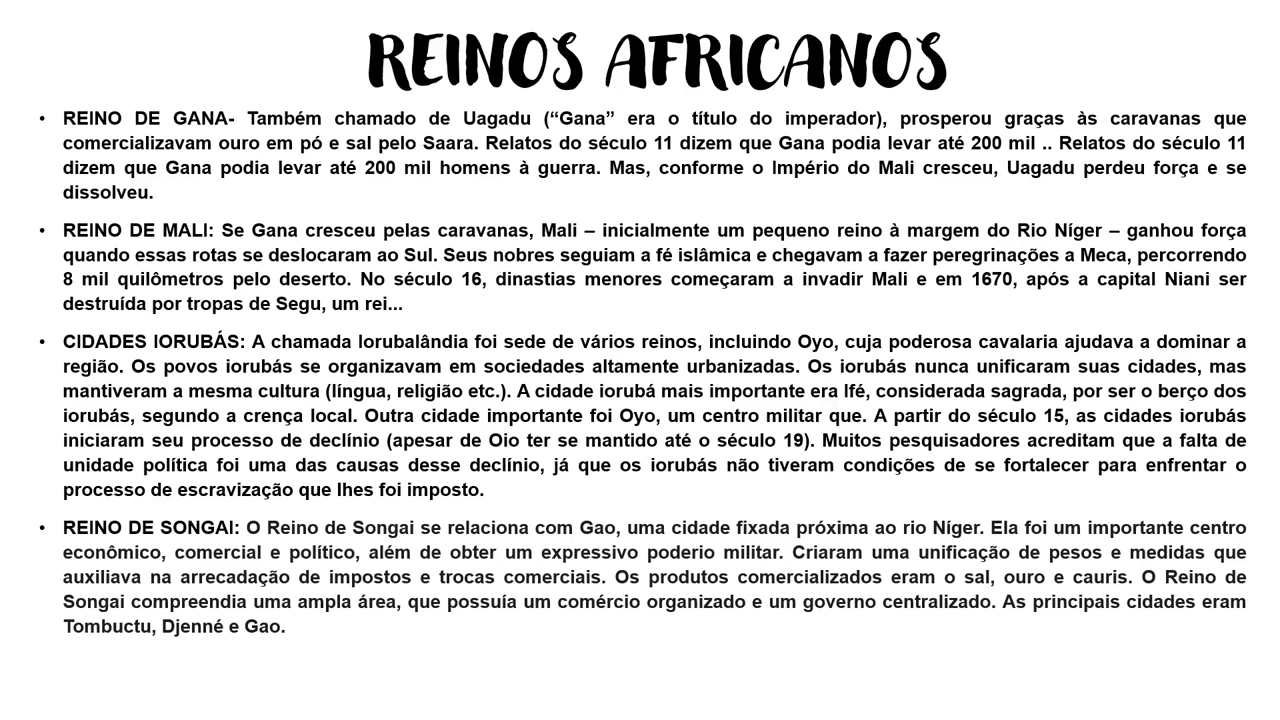 REINOS AFRICANOS
• REINO DE GANA- Também chamado de Uagadu (“Gana” era o título do imperador), prosperou graças às caravanas que
comercializavam ouro em pó e sal pelo Saara. Relatos do século 11 dizem que Gana podia levar até 200 mil .. Relatos do século 11
dizem que Gana podia levar até 200 mil homens à guerra. Mas, conforme o Império do Mali cresceu, Uagadu perdeu força e se
dissolveu.
• REINO DE MALI: Se Gana cresceu pelas caravanas, Mali – inicialmente um pequeno reino à margem do Rio Níger – ganhou força
quando essas rotas se deslocaram ao Sul. Seus nobres seguiam a fé islâmica e chegavam a fazer peregrinações a Meca, percorrendo
8 mil quilômetros pelo deserto. No século 16, dinastias menores começaram a invadir Mali e em 1670, após a capital Niani ser
destruída por tropas de Segu, um rei...
• CIDADES IORUBÁS: A chamada Iorubalândia foi sede de vários reinos, incluindo Oyo, cuja poderosa cavalaria ajudava a dominar a
região. Os povos iorubás se organizavam em sociedades altamente urbanizadas. Os iorubás nunca unificaram suas cidades, mas
mantiveram a mesma cultura (língua, religião etc.). A cidade iorubá mais importante era Ifé, considerada sagrada, por ser o berço dos
iorubás, segundo a crença local. Outra cidade importante foi Oyo, um centro militar que. A partir do século 15, as cidades iorubás
iniciaram seu processo de declínio (apesar de Oio ter se mantido até o século 19). Muitos pesquisadores acreditam que a falta de
unidade política foi uma das causas desse declínio, já que os iorubás não tiveram condições de se fortalecer para enfrentar o
processo de escravização que lhes foi imposto.
• REINO DE SONGAI: O Reino de Songai se relaciona com Gao, uma cidade fixada próxima ao rio Níger. Ela foi um importante centro
econômico, comercial e político, além de obter um expressivo poderio militar. Criaram uma unificação de pesos e medidas que
auxiliava na arrecadação de impostos e trocas comerciais. Os produtos comercializados eram o sal, ouro e cauris. O Reino de
Songai compreendia uma ampla área, que possuía um comércio organizado e um governo centralizado. As principais cidades eram
Tombuctu, Djenné e Gao.